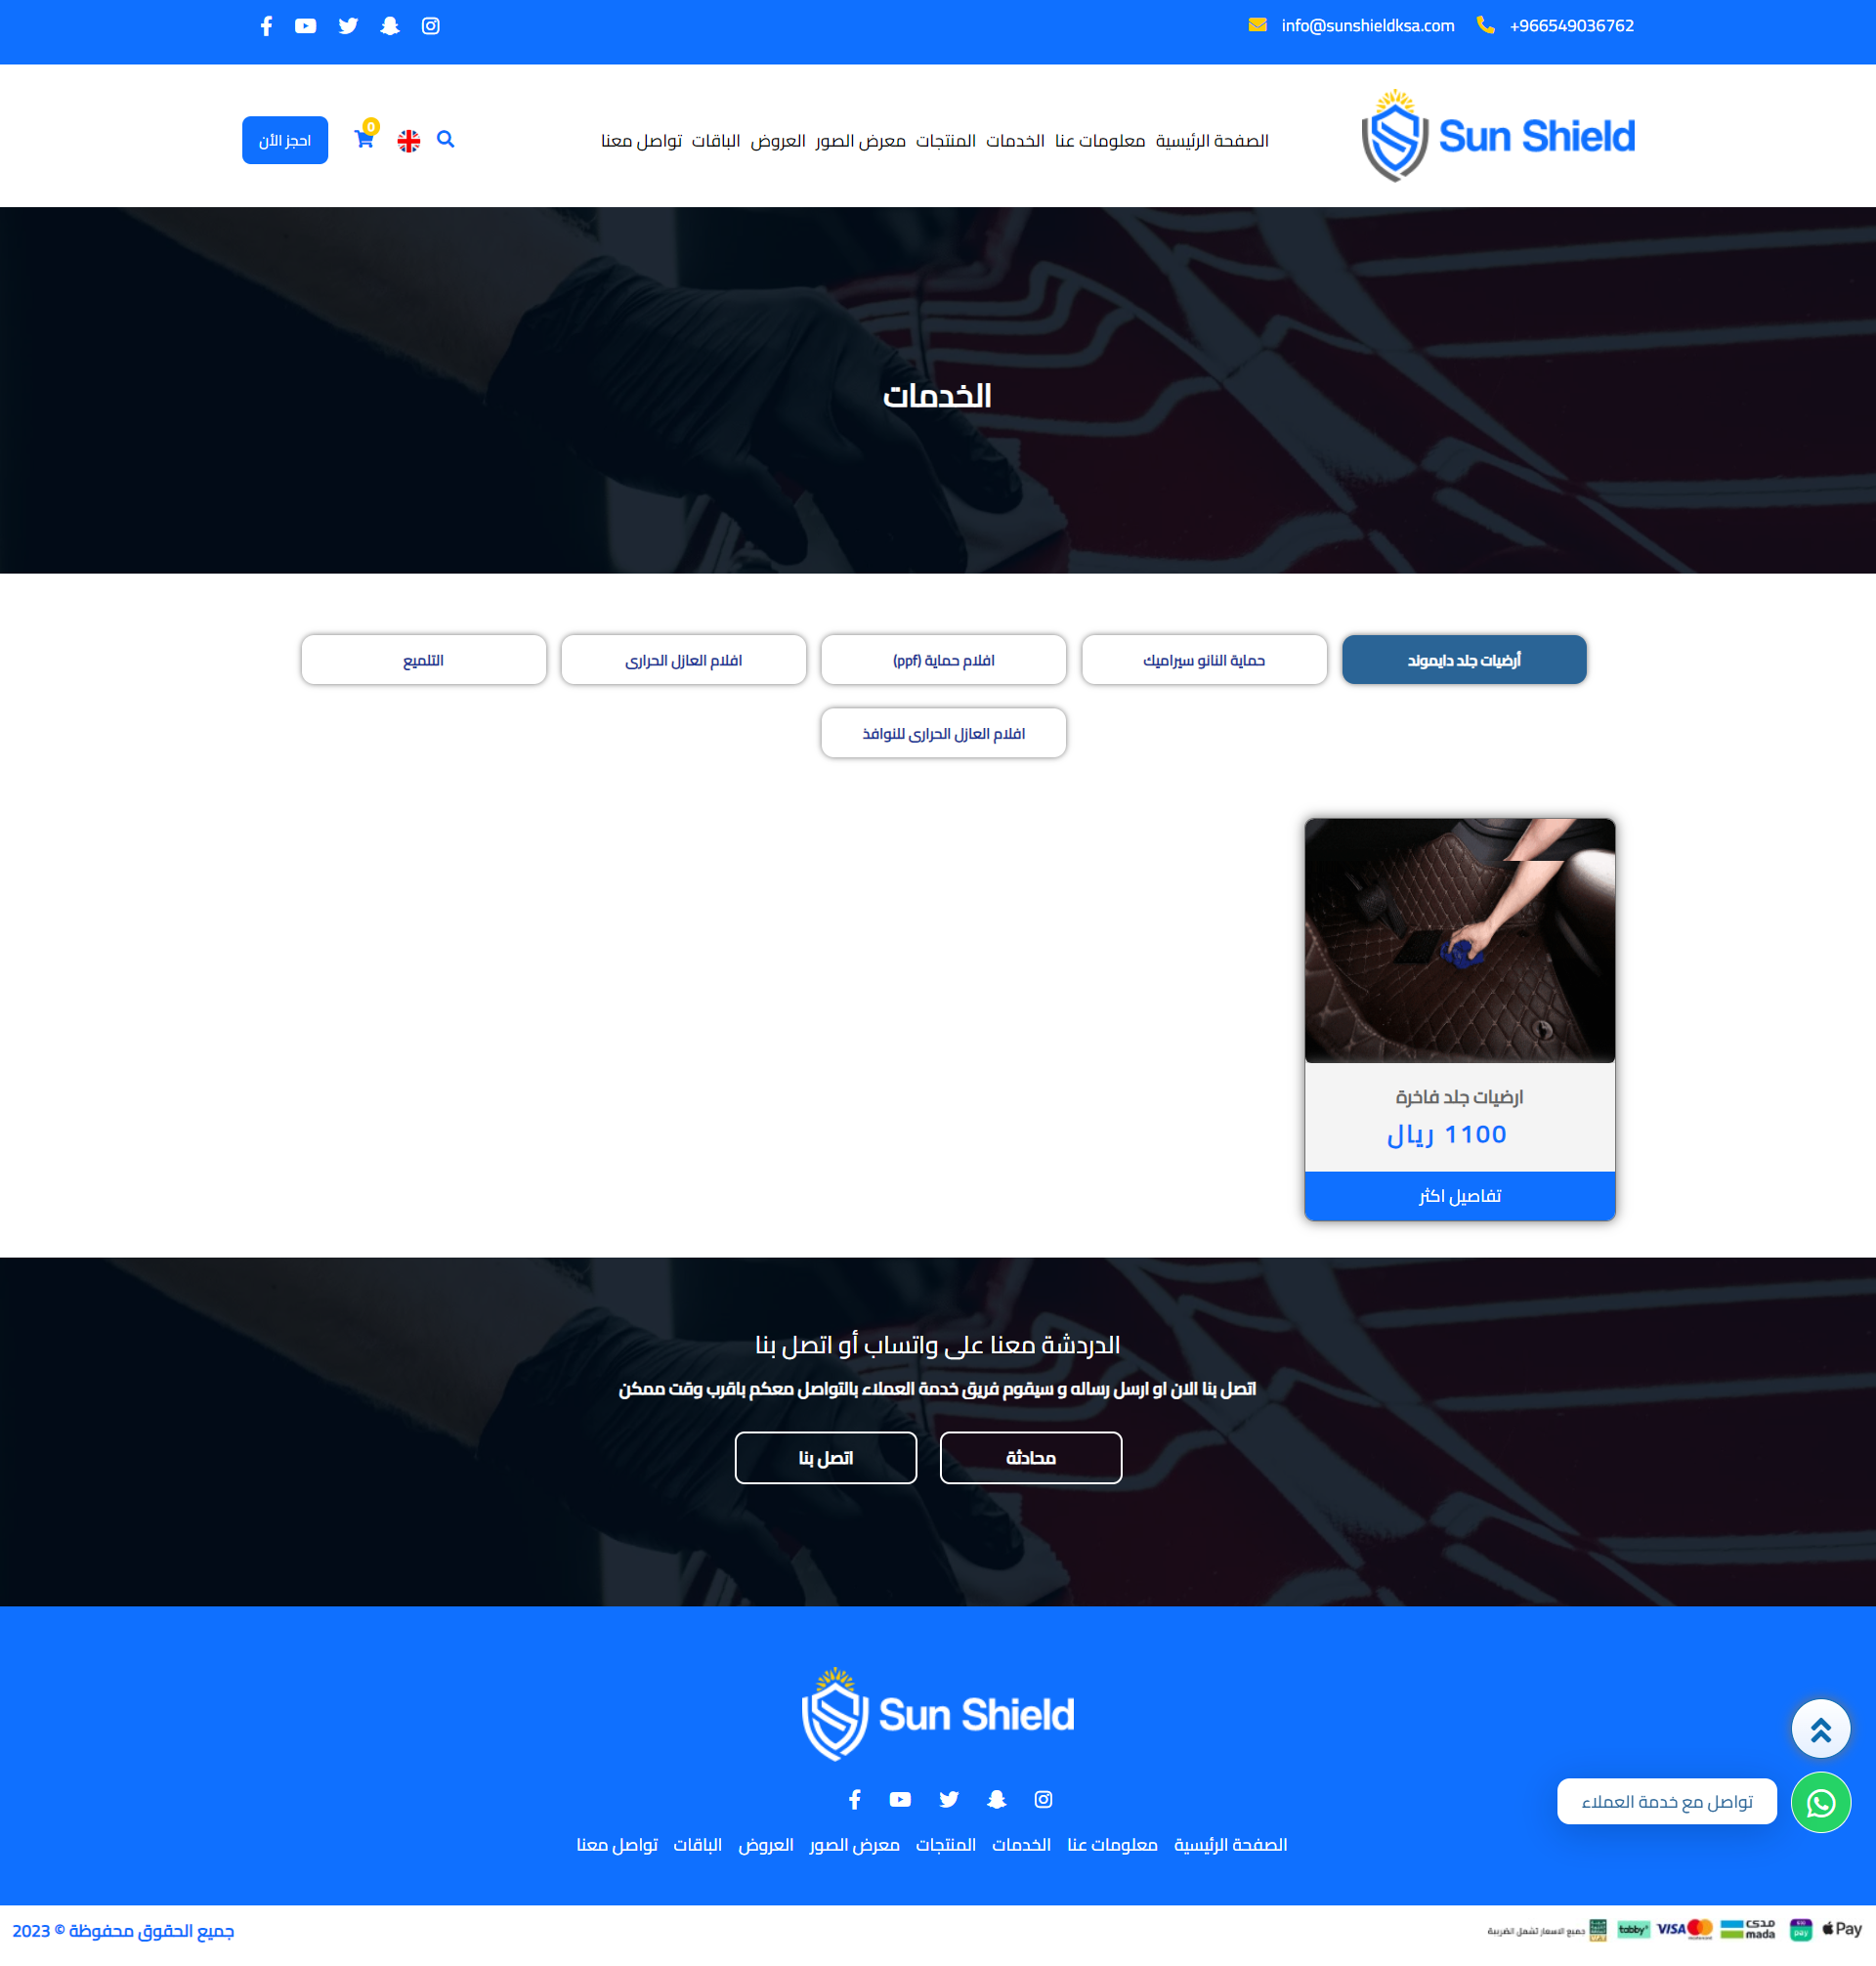 +966549036762 info@sunshieldksa.com
Sun Shield
الصفحة الرئيسية معلومات عنا الخدمات المنتجات معرض الصور العروض الباقات تواصل معنا
0
احجز الأن
الخدمات
أرضيات جلد دايموند
حماية النانو سيراميك
افلام حماية (ppf)
افلام العازل الحرارى
التلميع
افلام العازل الحرارى للنوافذ
ارضيات جلد فاخرة
1100 ريال
تفاصيل اكثر
الدردشة معنا على واتساب أو اتصل بنا
اتصل بنا الان او ارسل رساله و سيقوم فريق خدمة العملاء بالتواصل معكم باقرب وقت ممكن
محادثة
اتصل بنا
Sun Shield
تواصل مع خدمة العملاء
الصفحة الرئيسية معلومات عنا الخدمات المنتجات معرض الصور العروض الباقات تواصل معنا
Pay
pay
مدى mada
VISA
tabby
جميع الاسعار تشمل الضريبة
جميع الحقوق محفوظة © 2023